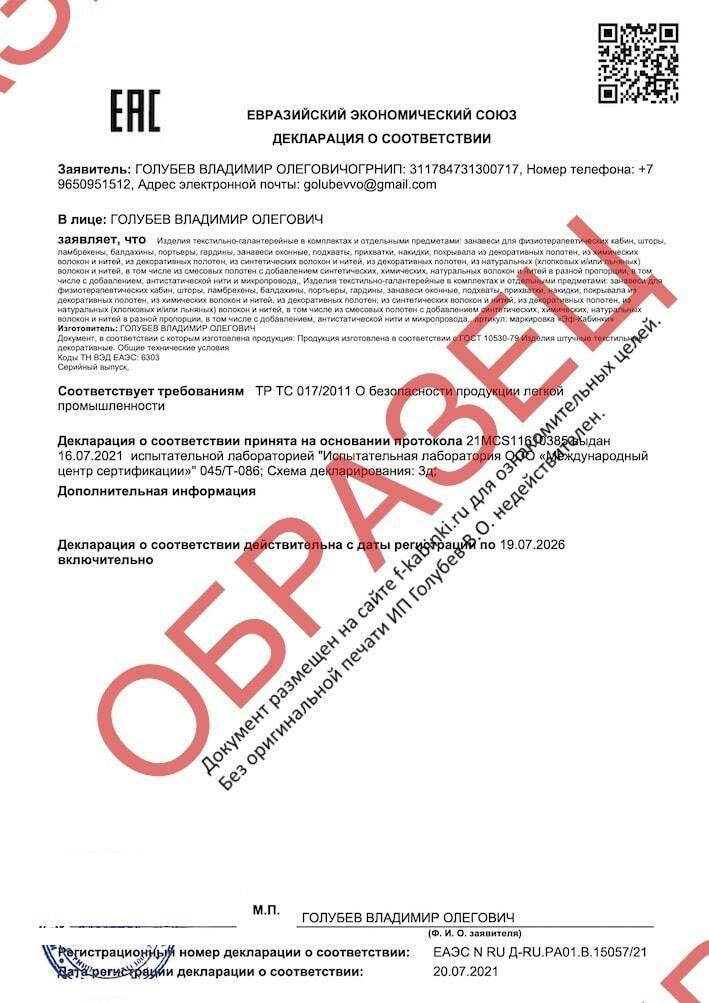 EAC
ЕВРАЗИЙСКИЙ ЭКОНОМИЧЕСКИЙ СОЮЗ
ДЕКЛАРАЦИЯ О СООТВЕТСТВИИ
Заявитель: ГОЛУБЕВ ВЛАДИМИР ОЛЕГОВИЧОГРНИП: 311784731300717, Номер телефона: +7
9650951512, Адрес электронной почты: golubevvo@gmail.com
В лице: ГОЛУБЕВ ВЛАДИМИР ОЛЕГОВИЧ
заявляет, что Изделия текстильно-галантерейные в комплектах и отдельными предметами: занавеси для физиотерапевтических кабин, шторы,
ламбрекены, балдахины, портьеры, гардины, занавеси оконные, подхваты, прихватки, накидки, покрывала из декоративных полотен, из химических
волокон и нитей, из декоративных полотен, из синтетических волокон и нитей, из декоративных полотен, из натуральных (хлопковых и/или льняных)
волокон и нитей, в том числе из смесовых полотен с добавлением синтетических, химических, натуральных волокон и нитей в разной пропорции, в том
числе с добавлением, антистатической нити и микропровода,, Изделия текстильно-галантерейные в комплектах и отдельными предметами: занавеси для
физиотерапевтических кабин, шторы, ламбрекены, балдахины, портьеры, гардины, занавеси оконные, подхваты, прихватки, накидки, покрывала из
декоративных полотен, из химических волокон и нитей, из декоративных полотен, из синтетических волокон и нитей, из декоративных полотен, из
натуральных (хлопковых и/или льняных) волокон и нитей, в том числе из смесовых полотен с добавлением синтетических, химических, натуральных
волокон и нитей в разной пропорции, в том числе с добавлением, антистатической нити и микропровода,, артикул: маркировка «Эф-Кабинки»
Изготовитель: ГОЛУБЕВ ВЛАДИМИР ОЛЕГОВИЧ
Документ, в соответствии с которым изготовлена продукция: Продукция изготовлена в соответствии с ГОСТ 10530-79 Изделия штучные текстильные
декоративные. Общие технические условия
Коды ТН ВЭД ЕАЭС: 6303
Серийный выпуск,
Соответствует требованиям ТР ТС 017/2011 О безопасности продукции легкой
промышленности
Декларация о соответствии принята на основании протокола выдан
16.07.2021 испытательной лабораторией "Испытательная лаборатория ООО «Международный
центр сертификации»" 045/Т-086; Схема декларирования: 3д;
Дополнительная информация
Декларация о соответствии действительна с даты регистрации по 19.07.2026
включительно
ОБРАЗЕЦ
Документ размещен на сайте f-kabinki.ru для ознакомительных целей.
Без оригинальной печати ИП Голубев В.О. недействителен.
М.П.
ГОЛУБЕВ ВЛАДИМИР ОЛЕГОВИЧ
(Ф. И. О. заявителя)
Регистрационный номер декларации о соответствии: ЕАЭС N RU Д-RU.РА01.В.15057/21
Дата регистрации декларации о соответствии: 20.07.2021